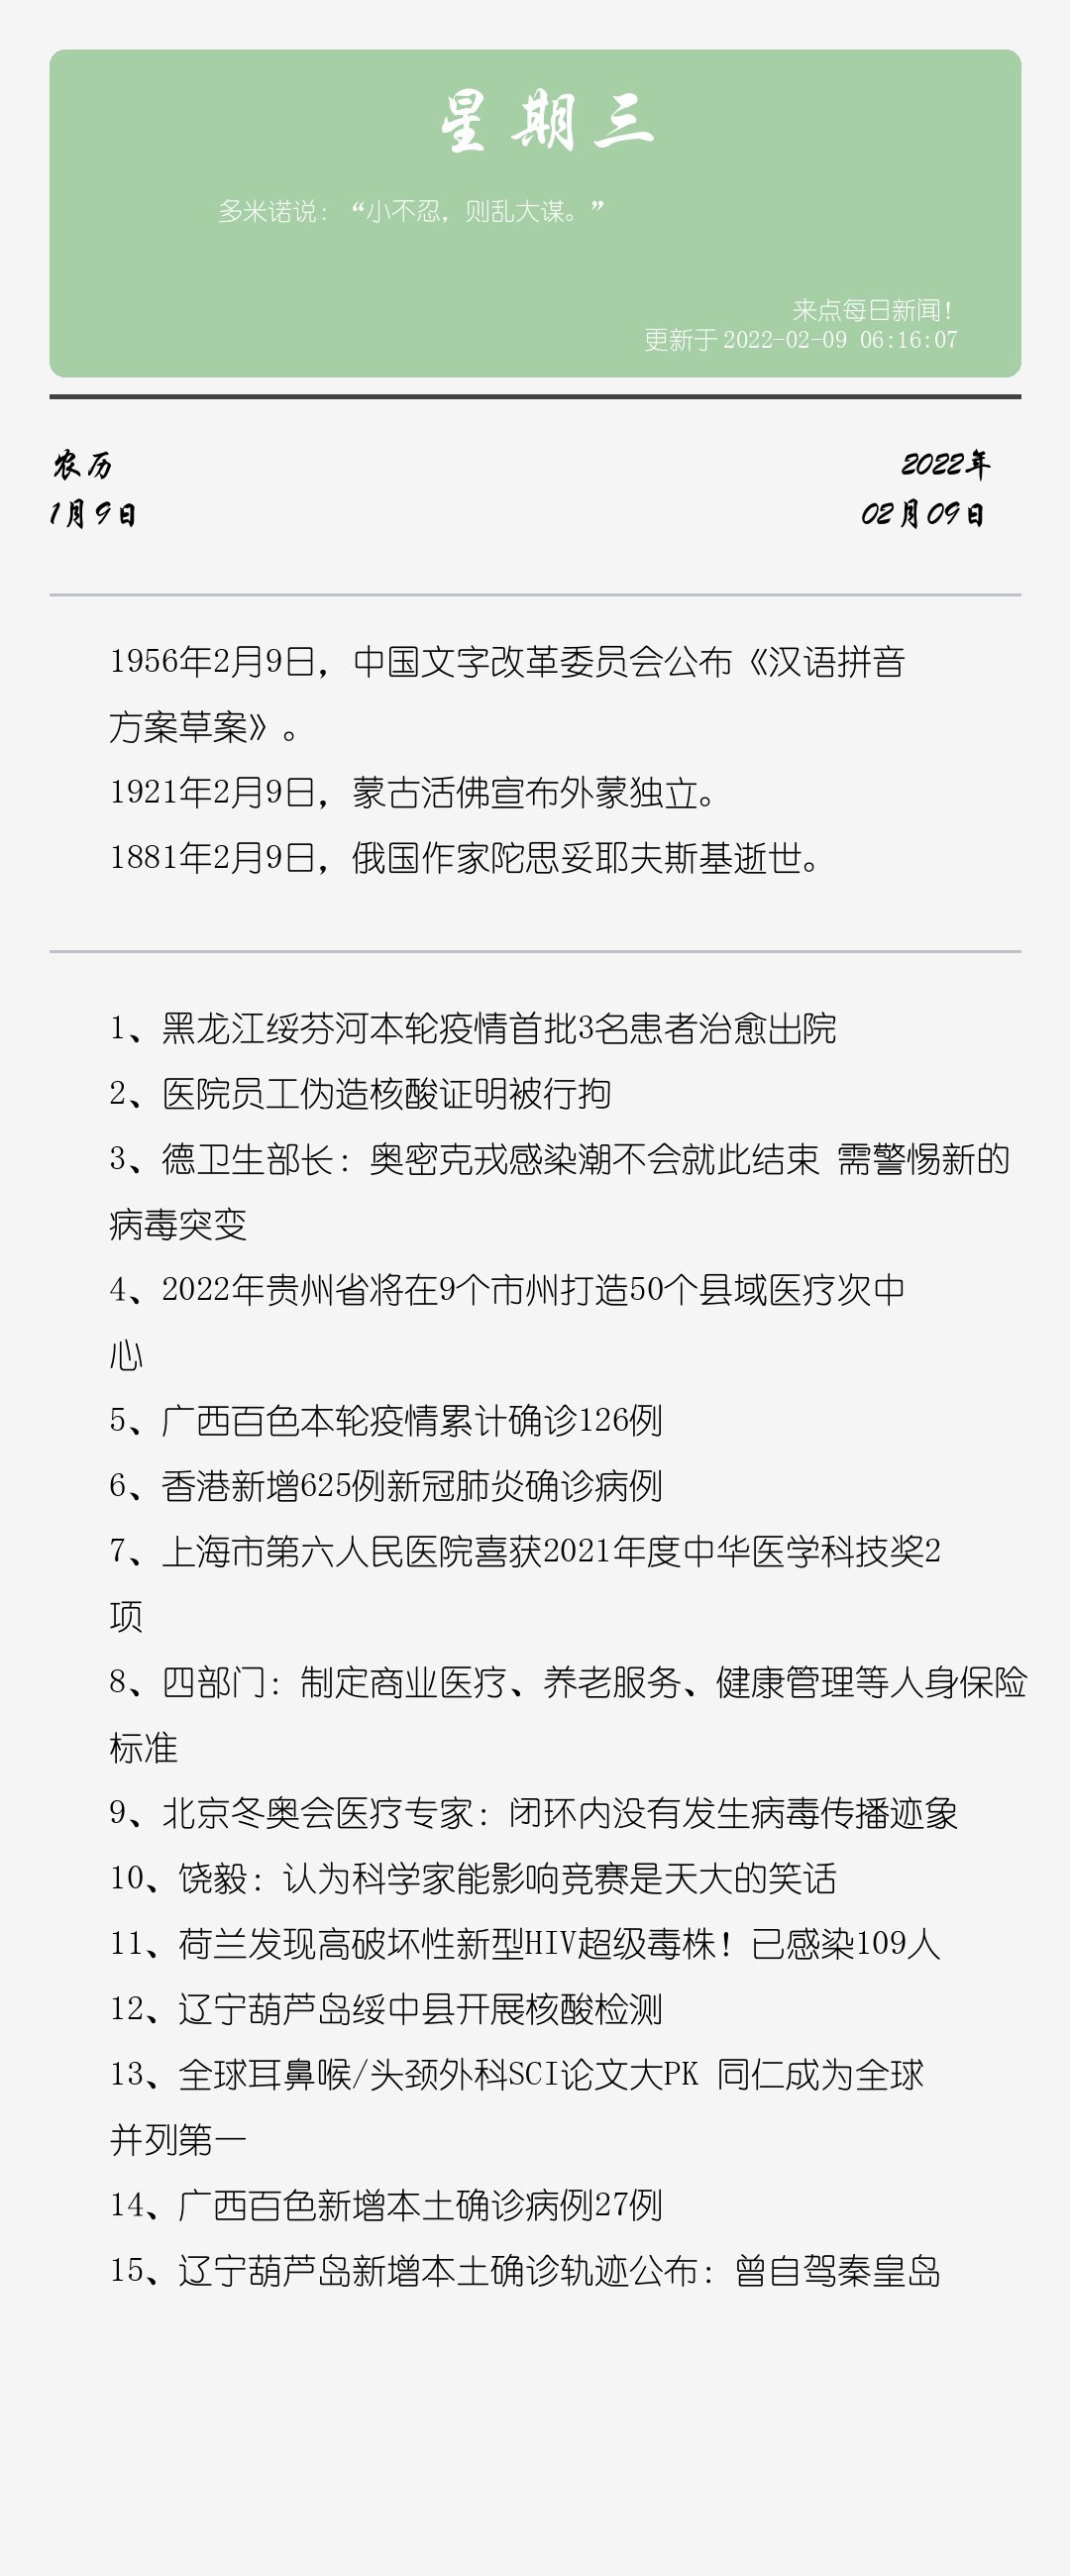 星期三
多米诺说：“小不忍，则乱大谋。”
来点每日新闻！
更新于 2022-02-09 06:16:07
农历
2022年
1月9日
02月09日
1956年2月9日，中国文字改革委员会公布《汉语拼音
方案草案》。
1921年2月9日，蒙古活佛宣布外蒙独立。
1881年2月9日，俄国作家陀思妥耶夫斯基逝世。
1、黑龙江绥芬河本轮疫情首批3名患者治愈出院
2、医院员工伪造核酸证明被行拘
3、德卫生部长：奥密克戎感染潮不会就此结束 需警惕新的
病毒突变
4、2022年贵州省将在9个市州打造50个县域医疗次中
心
5、广西百色本轮疫情累计确诊126例
6、香港新增625例新冠肺炎确诊病例
7、上海市第六人民医院喜获2021年度中华医学科技奖2
项
8、四部门：制定商业医疗、养老服务、健康管理等人身保险
标准
9、北京冬奥会医疗专家：闭环内没有发生病毒传播迹象
10、饶毅：认为科学家能影响竞赛是天大的笑话
11、荷兰发现高破坏性新型HIV超级毒株！已感染109人
12、辽宁葫芦岛绥中县开展核酸检测
13、全球耳鼻喉/头颈外科SCI论文大PK 同仁成为全球
并列第一
14、广西百色新增本土确诊病例27例
15、辽宁葫芦岛新增本土确诊轨迹公布：曾自驾秦皇岛